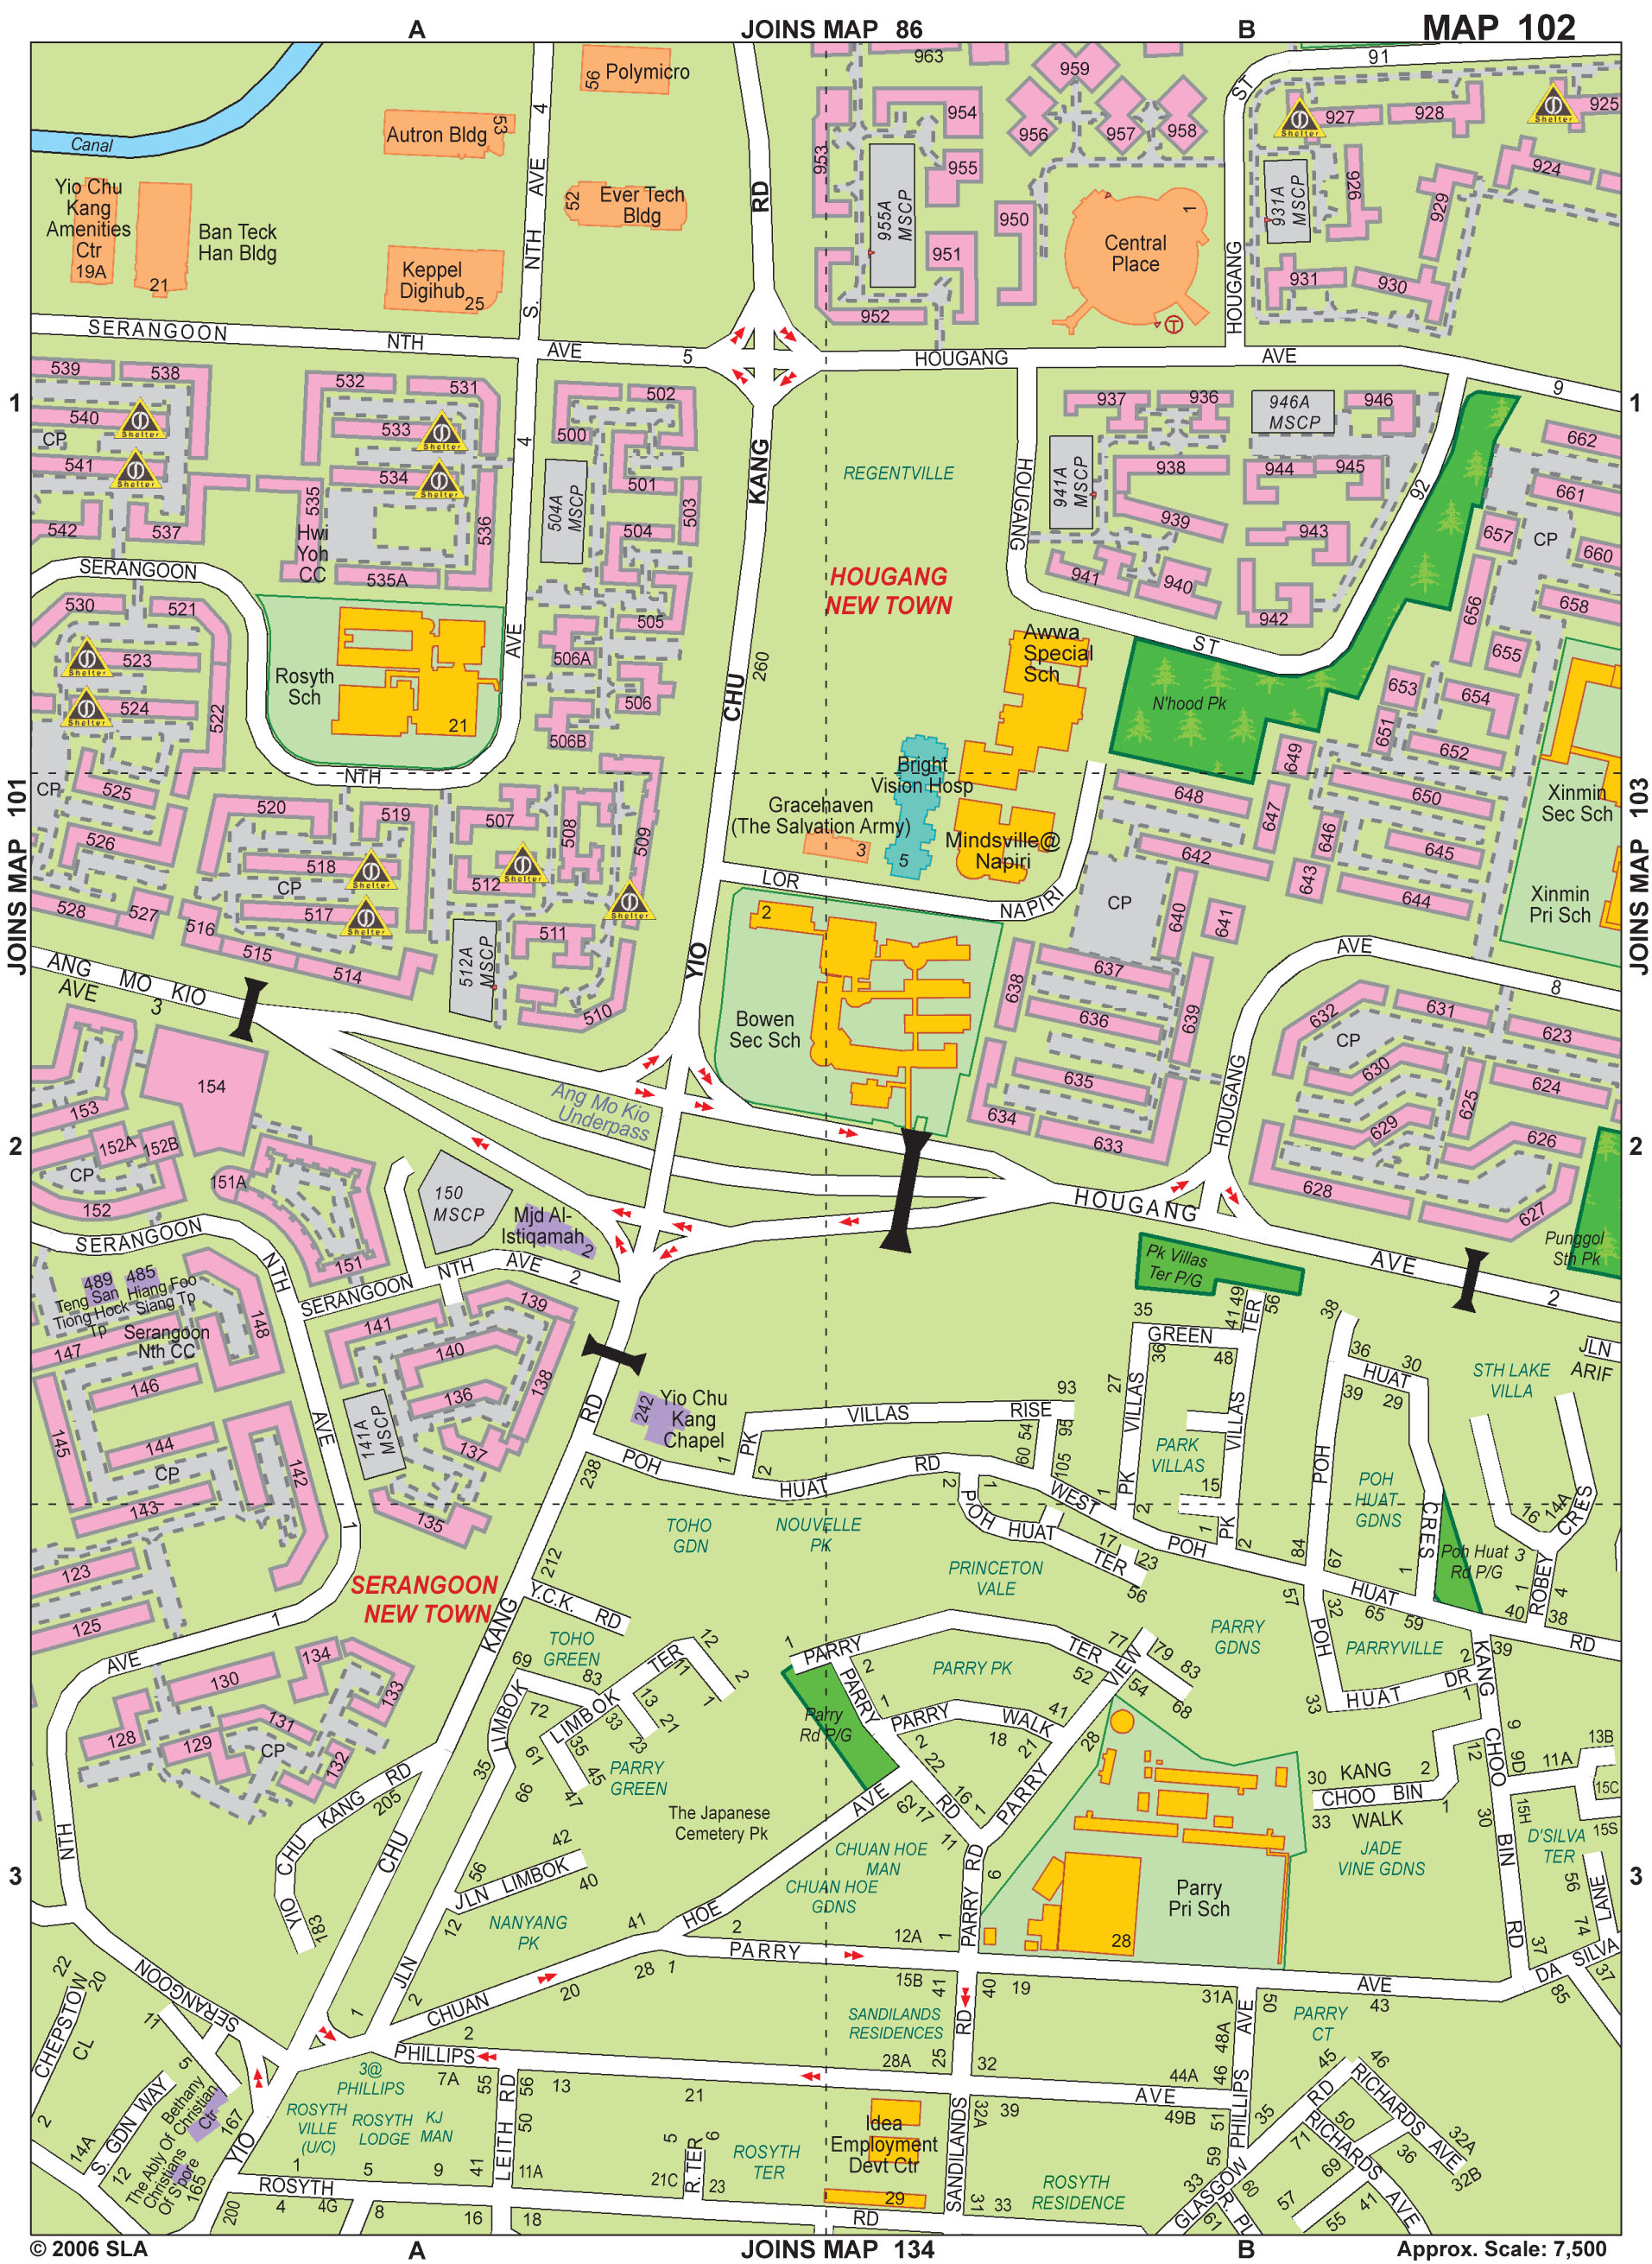 A
JOINS MAP 86
B
MAP 102
Canal
56
Polymicro
963
959
91
ST
Autron Bldg
53
4
AVE
NTH
S.
RD
953
954
955
955A
MSCP
956
957
958
927
928
925
Shelter
Shelter
924
Yio Chu
Kang
Amenities
Ctr
19A
21
Ban Teck
Han Bldg
52
Ever Tech
Bldg
Keppel
Digihub
25
951
950
952
Central
Place
1
T
HOUGANG
931A
MSCP
926
929
931
930
SERANGOON
NTH
AVE
5
HOUGANG
AVE
9
1
539
538
540
Shelter
CP
541
Shelter
542
537
532
531
533
Shelter
534
Shelter
535
536
Hwi
Yoh
CC
535A
4
502
500
501
503
504A
MSCP
504
505
506A
506
506B
KANG
REGENTVILLE
HOUGANG
937
936
946A
MSCP
946
941A
MSCP
938
944
945
939
943
941
940
942
92
662
661
657
CP
660
658
656
655
1
SERANGOON
530
521
523
Shelter
524
Shelter
522
Rosyth
Sch
21
AVE
NTH
HOUGANG
NEW TOWN
260
CHU
Awwa
Special
Sch
ST
N'hood Pk
653
654
651
652
649
JOINS MAP 101
CP
525
526
528
527
520
519
518
Shelter
CP
517
Shelter
516
515
514
507
508
509
512
Shelter
Shelter
511
512A
MSCP
510
Bright
Vision Hosp
5
Gracehaven
(The Salvation Army)
3
Mindsville@
Napiri
LOR
NAPIRI
648
647
650
646
642
645
643
644
CP
640
641
Xinmin
Sec Sch
Xinmin
Pri Sch
JOINS MAP 103
ANG MO KIO
AVE
3
YIO
2
Bowen
Sec Sch
638
637
636
639
635
634
633
AVE
8
HOUGANG
632
631
623
CP
630
624
625
629
626
628
627
2
153
154
152A
152B
CP
151A
152
151
Ang Mo Kio
Underpass
150
MSCP
Mjd Al-
Istiqamah
2
HOUGANG
AVE
2
Punggol
Sth Pk
Pk Villas
Ter P/G
2
SERANGOON
NTH
SERANGOON
NTH
AVE
2
489
485
Teng San
Tiong Hock
Tp
Hiang Foo
Siang Tp
Serangoon
Nth CC
148
147
146
145
144
CP
143
142
141
139
140
138
136
137
141A
MSCP
135
AVE
1
RD
242
Yio Chu
Kang
Chapel
238
POH
HUAT
RD
1
PK
2
VILLAS
RISE
93
95
54
60
105
WEST
35
GREEN
36
27
VILLAS
PK
1
2
41
49
TER
56
48
VILLAS
PARK
VILLAS
15
1
PK
2
38
36
30
HUAT
39
29
POH
POH
HUAT
GDNS
CRES
1
84
67
STH LAKE
VILLA
JLN
ARIF
16
14A
CRES
Poh Huat
Rd P/G
3
1
ROBEY
4
40
38
123
125
SERANGOON
NEW TOWN
212
TOHO
GDN
NOUVELLE
PK
2
1
POH
HUAT
TER
17
23
56
PRINCETON
VALE
POH
HUAT
RD
57
32
65
59
PARRY
GDNS
PARRYVILLE
POH
33
HUAT
DR
2
1
39
KANG
AVE
1
130
134
133
128
131
129
CP
132
NTH
Y.C.K. RD
KANG
TOHO
GREEN
69
83
LIMBOK
72
LIMBOK
TER
12
11
2
1
13
21
33
23
35
61
45
47
PARRY
GREEN
35
66
1
PARRY
TER
Parry
Rd P/G
PARRY
2
1
PARRY PK
52
77
79
VIEW
83
54
68
PARRY
WALK
41
2
22
18
21
28
16
1
PARRY
RD
62
17
11
AVE
The Japanese
Cemetery Pk
CHUAN HOE
MAN
CHUAN HOE
GDNS
6
PARRY RD
Parry
Pri Sch
28
30
KANG
CHOO BIN
WALK
33
2
1
12
9
CHOO
9D
11A
13B
15C
15S
15H
30
BIN
JADE
VINE GDNS
D'SILVA
TER
56
LANE
74
RD
37
DA SILVA
37
85
3
YIO
CHU
KANG
RD
205
183
CHU
56
JLN LIMBOK
42
40
12
NANYANG
PK
41
HOE
2
12A
1
PARRY
AVE
43
28
1
15B
41
40
19
31A
50
20
CHUAN
2
1
JLN
3
SERANGOON
22
20
CHEPSTOW
CL
2
11
5
S. GDN WAY
14A
12
Bethany
Christian
Ctr
The Ably Of
Christians
Of S'pore
167
165
YIO
2
PHILLIPS
7A
3@
PHILLIPS
ROSYTH
VILLE
(U/C)
ROSYTH
LODGE
KJ
MAN
55
56
50
LEITH RD
41
11A
13
21
SANDILANDS
RESIDENCES
RD
28A
25
32
32A
39
AVE
44A
49B
48A
46
AVE
PHILLIPS
51
59
PARRY
CT
45
46
RD
35
RICHARDS
AVE
50
36
32A
32B
71
69
RICHARDS
AVE
57
55
41
33
GLASGOW
60
61
R. PL
200
ROSYTH
1
4
4G
5
8
9
16
18
5
6
R.TER
21C
23
ROSYTH
TER
Idea
Employment
Devt Ctr
29
RD
SANDILANDS
31
33
ROSYTH
RESIDENCE
© 2006 SLA
A
JOINS MAP 134
B
Approx. Scale: 7,500